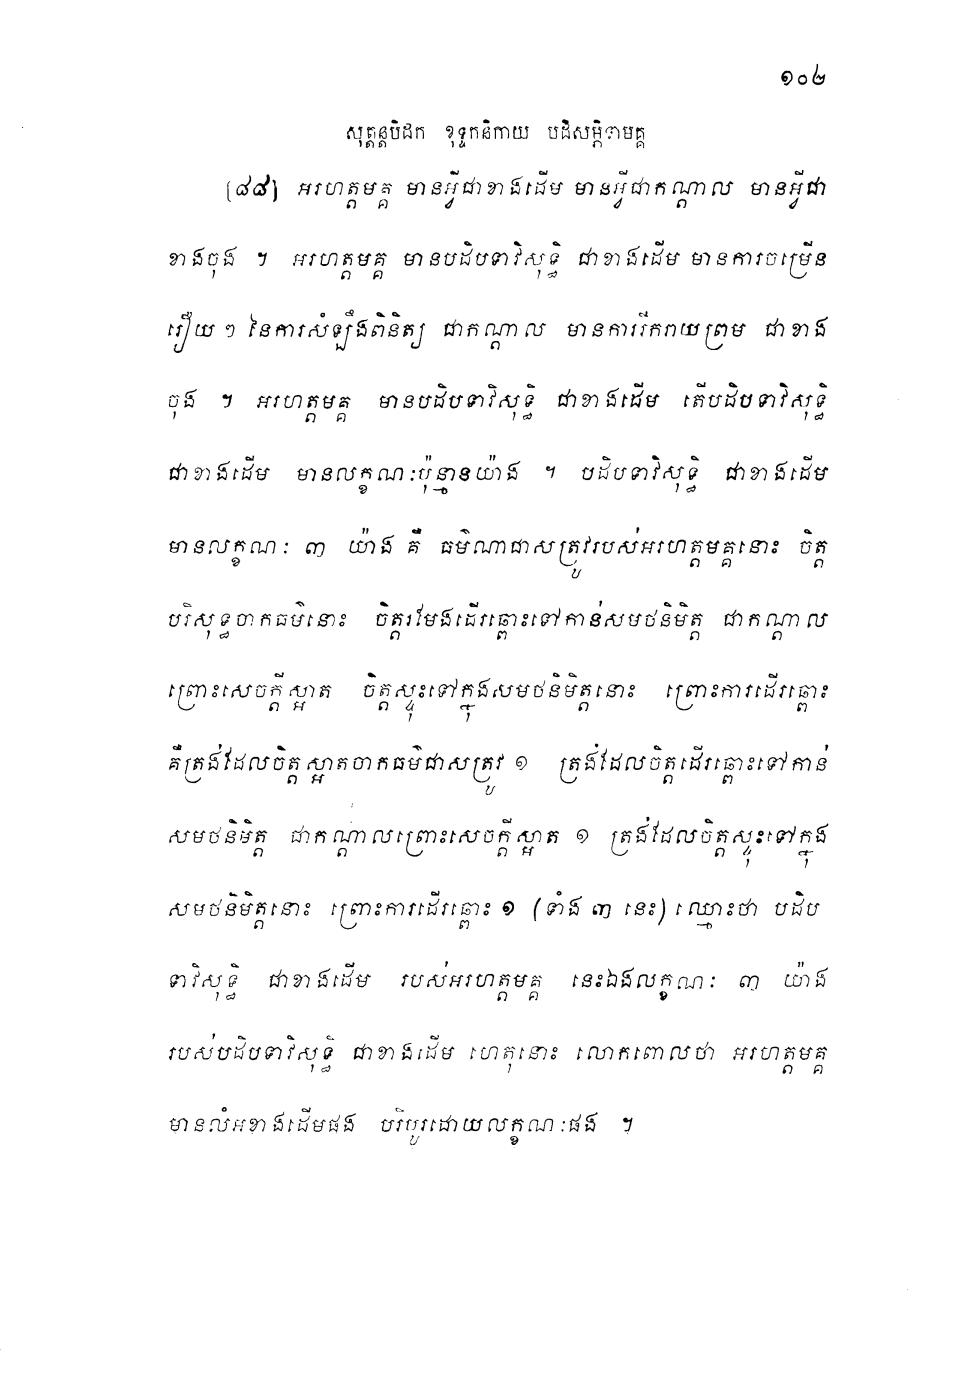 ១០២
សុត្តន្តបិដក ខុទ្ទកនិកាយ បដិសម្ភិទាមគ្គ
(៨៨) អរហត្តមគ្គ មានអ្វីជាខាងដើម មានអ្វីជាកណ្តាល មានអ្វីជា
ខាងចុង ។ អរហត្តមគ្គ មានបដិបទាវិសុទ្ធិ ជាខាងដើម មានការចម្រើន
រឿយ ៗ នៃការសំឡឹងពិនិត្យ ជាកណ្តាល មានការរីករាយព្រម ជាខាង
ចុង ។ អរហត្តមគ្គ មានបដិបទាវិសុទ្ធិ ជាខាងដើម តើបដិបទាវិសុទ្ធិ
ជាខាងដើម មានលក្ខណៈប៉ុន្មានយ៉ាង ។ បដិបទាវិសុទ្ធិ ជាខាងដើម
មានលក្ខណៈ ៣ យ៉ាង គឺ ធម៌ណាជាសត្រូវរបស់អរហត្តមគ្គនោះ ចិត្ត
បរិសុទ្ធចាកធម៌នោះ ចិត្តរមែងដើរឆ្ពោះទៅកាន់សមថនិមិត្ត ជាកណ្តាល
ព្រោះសេចក្តីស្អាត ចិត្តស្ទុះទៅក្នុងសមថនិមិត្តនោះ ព្រោះការដើរឆ្ពោះ
គឺត្រង់ដែលចិត្តស្អាតចាកធម៌ជាសត្រូវ ១ ត្រង់ដែលចិត្តដើរឆ្ពោះទៅកាន់
សមថនិមិត្ត ជាកណ្តាលព្រោះសេចក្តីស្អាត ១ ត្រង់ដែលចិត្តស្ទុះទៅក្នុង
សមថនិមិត្តនោះ ព្រោះការដើរឆ្ពោះ ១ (ទាំង ៣ នេះ) ឈ្មោះថា បដិប
ទាវិសុទ្ធិ ជាខាងដើម របស់អរហត្តមគ្គ នេះឯងលក្ខណៈ ៣ យ៉ាង
របស់បដិបទាវិសុទ្ធិ ជាខាងដើម ហេតុនោះ លោកពោលថា អរហត្តមគ្គ
មានលំអខាងដើមផង បរិបូរដោយលក្ខណៈផង ។